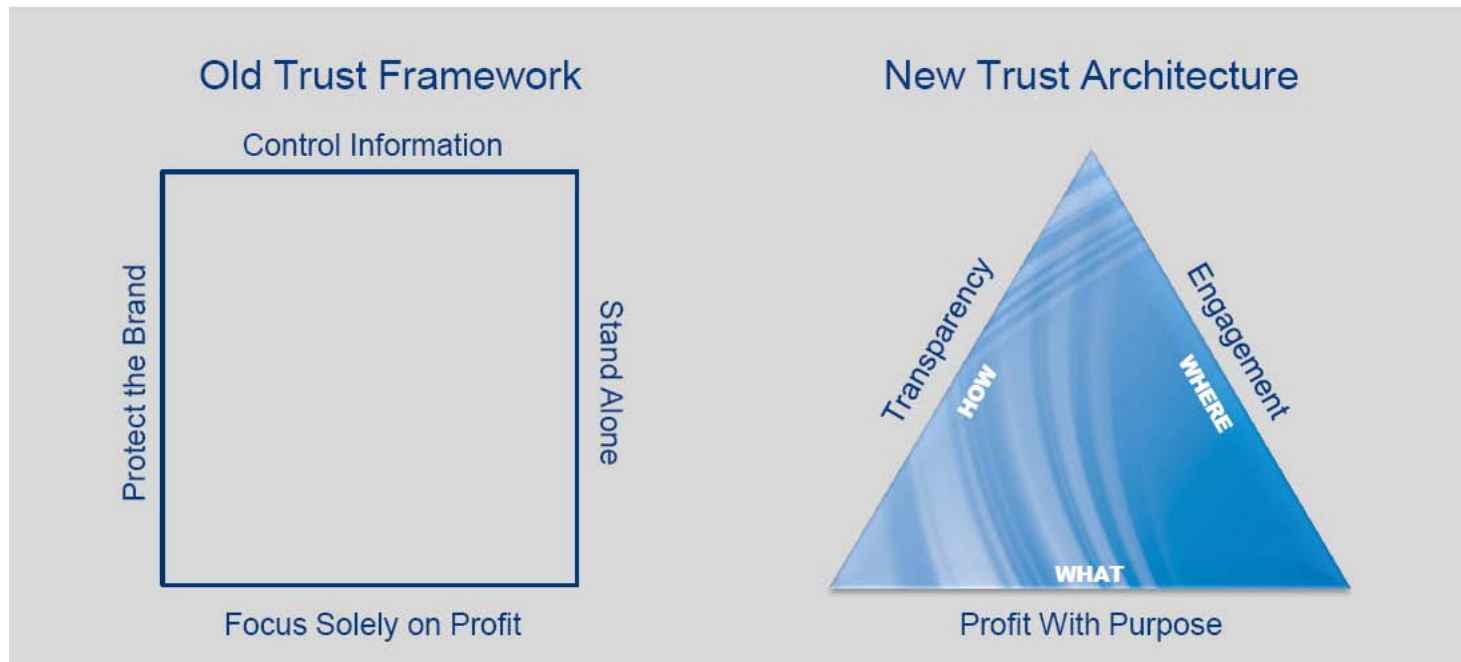 Old Trust Framework
Control Information
Protect the Brand
Stand Alone
Focus Solely on Profit
New Trust Architecture
Transparency
HOW
Engagement
WHERE
WHAT
Profit With Purpose